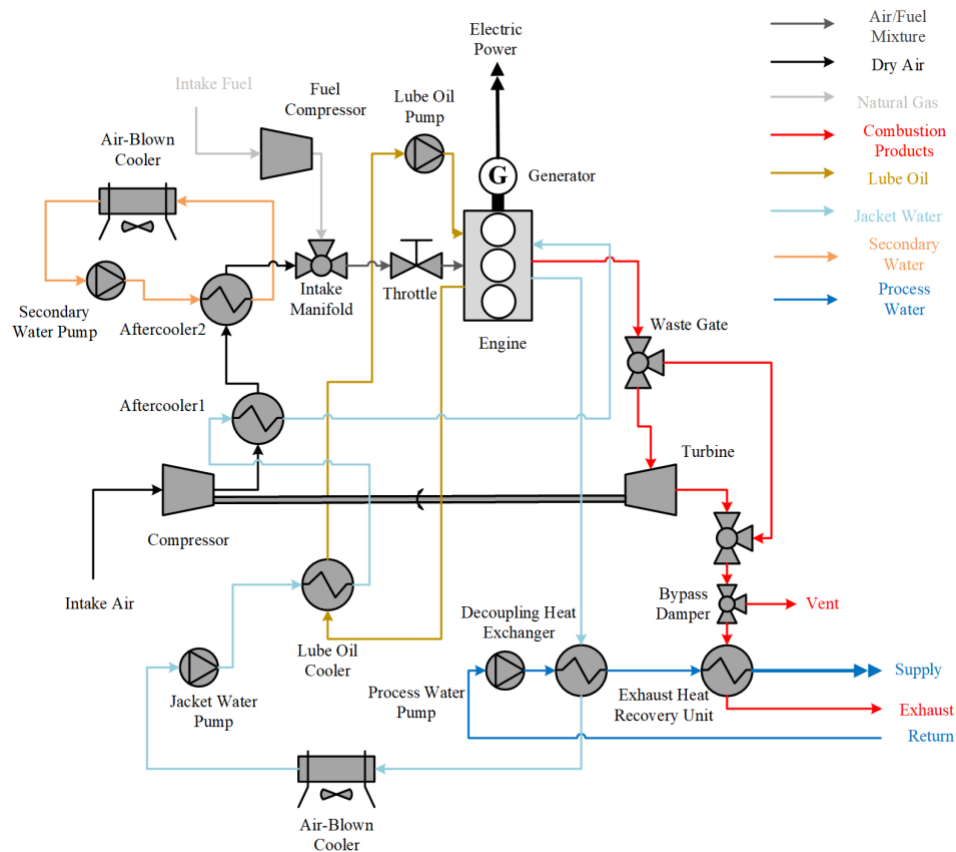 Electric
Power
Air/Fuel
Mixture
Dry Air
Intake Fuel
Fuel
Compressor
Lube Oil
Pump
Natural Gas
Combustion
Products
Air-Blown
Cooler
G
Generator
Lube Oil
Jacket Water
Secondary
Water
Process
Water
Secondary
Water Pump
Aftercooler2
Intake
Manifold
Throttle
Engine
Waste Gate
Aftercooler1
Turbine
Compressor
Intake Air
Lube Oil
Cooler
Decoupling Heat
Exchanger
Bypass
Damper
Vent
Jacket Water
Pump
Process Water
Pump
Exhaust Heat
Recovery Unit
Supply
Exhaust
Return
Air-Blown
Cooler